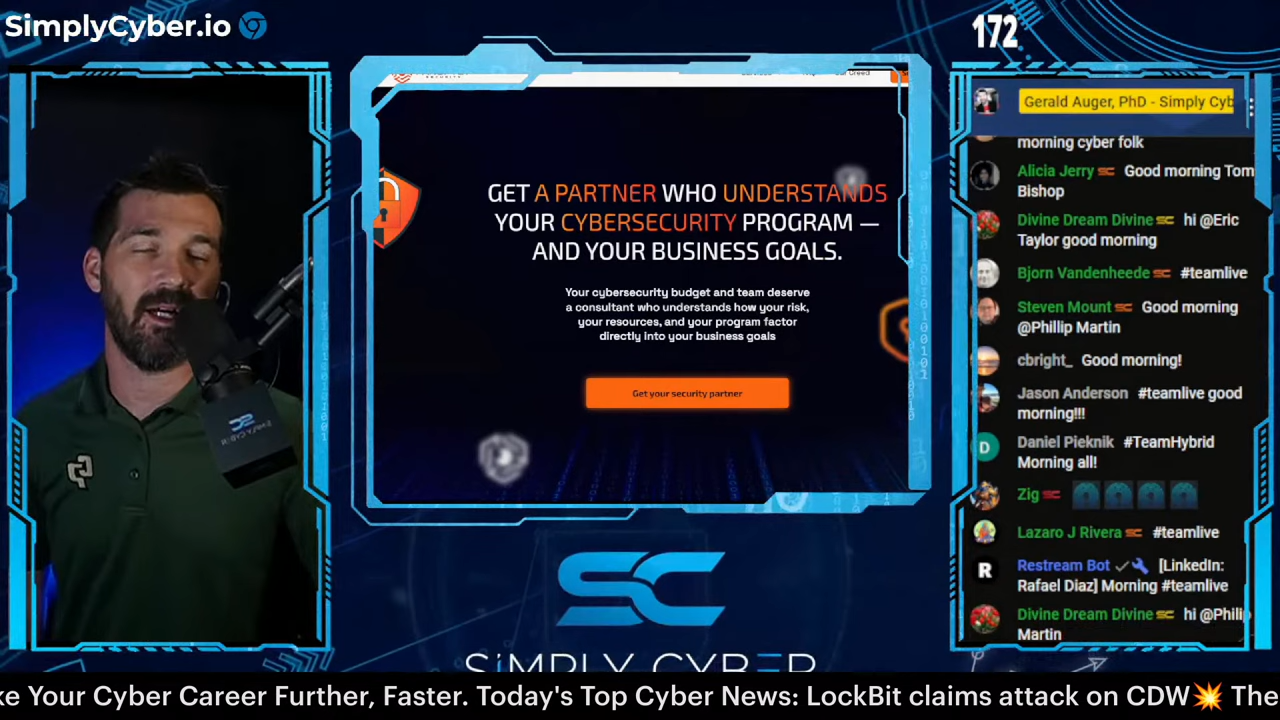 SimplyCyber.io
172
GET A PARTNER WHO UNDERSTANDS
YOUR CYBERSECURITY PROGRAM —
AND YOUR BUSINESS GOALS.
Your cybersecurity budget and team deserve
a consultant who understands how your risk,
your resources, and your program factor
directly into your business goals
Get your security partner
Gerald Auger, PhD - Simply Cyb
morning cyber folk
Alicia Jerry Good morning Tom
Bishop
Divine Dream Divine hi @Eric
Taylor good morning
Bjorn Vandenheede #teamlive
Steven Mount Good morning
@Phillip Martin
cbright_ Good morning!
Jason Anderson #teamlive good
morning!!!
D Daniel Pieknik #TeamHybrid
Morning all!
Zig
Lazaro J Rivera #teamlive
R Restream Bot [LinkedIn:
Rafael Diaz] Morning #teamlive
Divine Dream Divine hi @Philip
Martin
SC
SIMPLY CYBER
ke Your Cyber Career Further, Faster. Today's Top Cyber News: LockBit claims attack on CDW💥 The